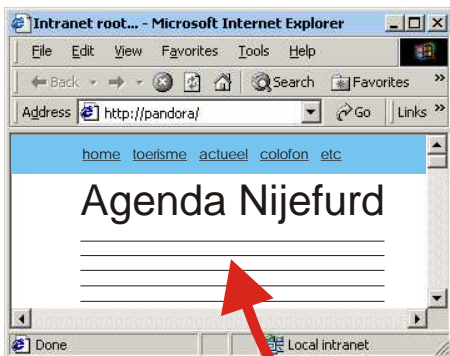 Intranet root... - Microsoft Internet Explorer
File Edit View Favorites Tools Help
Back Search Favorites »
Address http://pandora/ Go Links »
home toerisme actueel colofon etc
Agenda Nijefurd
Done Local intranet